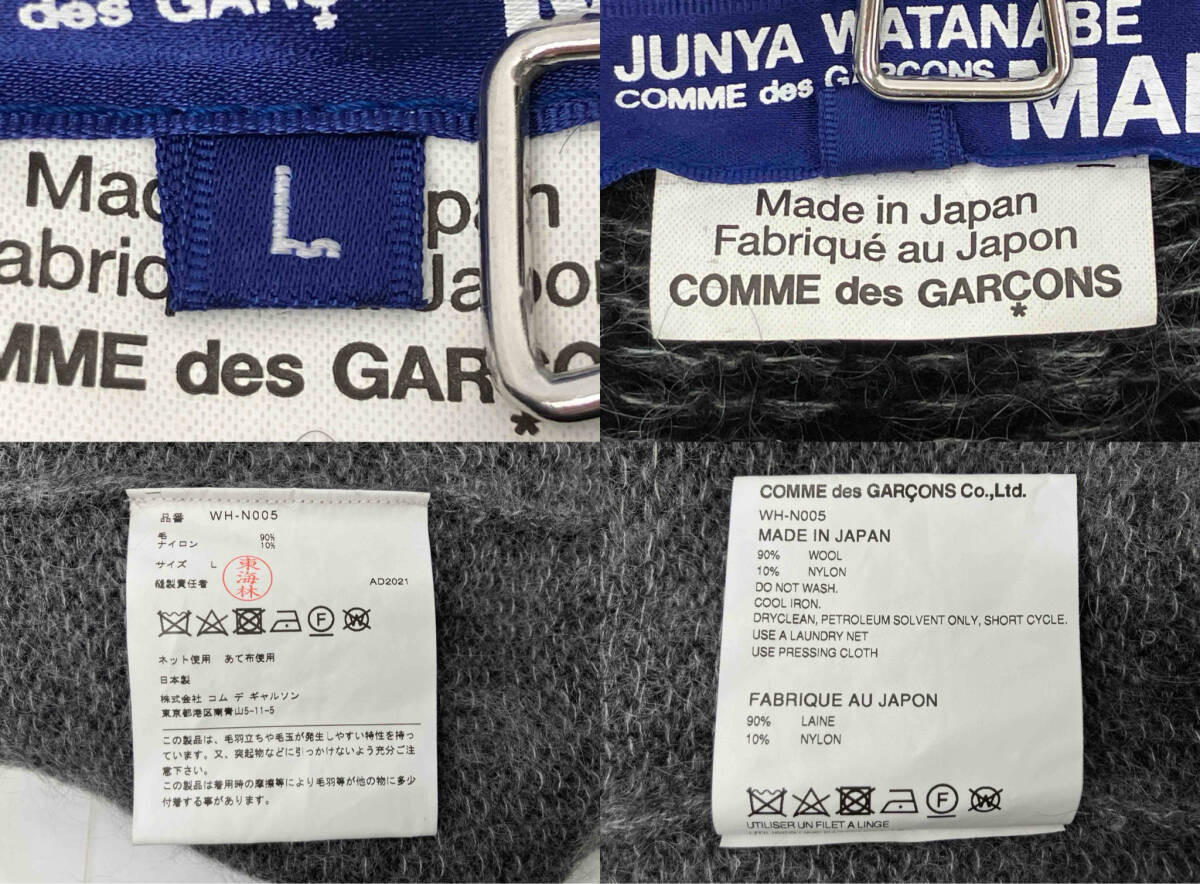 des GARÇ
*
L
S
Mad
pan
abriq
Japon
MME des GARÇ
*
JUNYA WATANABE
COMME des GARÇONS MA
Made in Japan
Fabriqué au Japon
COMME des GARÇONS
*
品番 WH-N005
毛 90%
ナイロン 10%
サイズ L
縫製責任者 東海林 AD2021
F W
ネット使用 あて布使用
日本製
株式会社 コム デ ギャルソン
東京都港区南青山5-11-5
この製品は、毛羽立ちや毛玉が発生しやすい特性を持っ
ています。又、突起物などに引っかけないよう充分ご注
意下さい。
この製品は着用時の摩擦等により毛羽等が他の物に多少
付着する事があります。
COMME des GARÇONS Co.,Ltd.
WH-N005
MADE IN JAPAN
90% WOOL
10% NYLON
DO NOT WASH.
COOL IRON.
DRYCLEAN, PETROLEUM SOLVENT ONLY, SHORT CYCLE.
USE A LAUNDRY NET
USE PRESSING CLOTH
FABRIQUE AU JAPON
90% LAINE
10% NYLON
F W
UTILISER UN FILET A LINGE